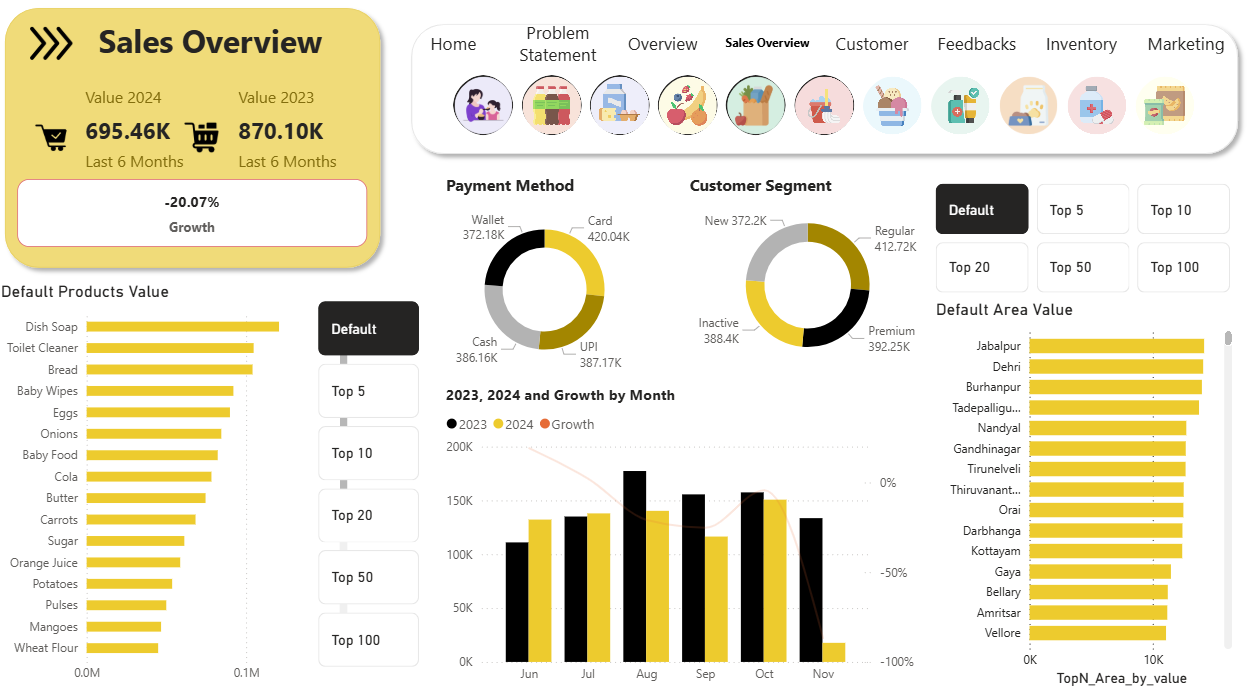 Sales Overview
Value 2024
Value 2023
695.46K
870.10K
Last 6 Months
Last 6 Months
-20.07%
Growth
Home
Problem
Statement
Overview
Sales Overview
Customer
Feedbacks
Inventory
Marketing
Payment Method
Wallet
372.18K
Card
420.04K
Cash
386.16K
UPI
387.17K
Customer Segment
New 372.2K
Regular
412.72K
Inactive
388.4K
Premium
392.25K
Default
Top 5
Top 10
Top 20
Top 50
Top 100
Default Products Value
Dish Soap
Toilet Cleaner
Bread
Baby Wipes
Eggs
Onions
Baby Food
Cola
Butter
Carrots
Sugar
Orange Juice
Potatoes
Pulses
Mangoes
Wheat Flour
0.0M
0.1M
Default
Top 5
Top 10
Top 20
Top 50
Top 100
2023, 2024 and Growth by Month
2023
2024
Growth
200K
150K
100K
50K
0K
0%
-50%
-100%
Jun
Jul
Aug
Sep
Oct
Nov
Default Area Value
Jabalpur
Dehri
Burhanpur
Tadepalligu...
Nandyal
Gandhinagar
Tirunelveli
Thiruvanant...
Orai
Darbhanga
Kottayam
Gaya
Bellary
Amritsar
Vellore
0K
10K
TopN_Area_by_value